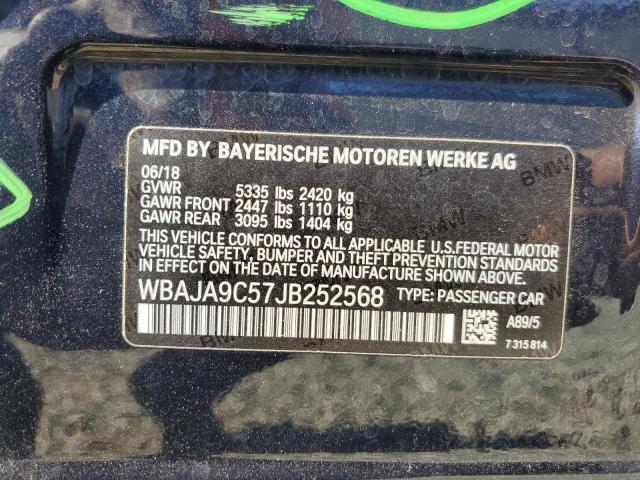 MFD BY BAYERISCHE MOTOREN WERKE AG
06/18
GVWR 5335 lbs 2420 kg
GAWR FRONT 2447 lbs 1110 kg
GAWR REAR 3095 lbs 1404 kg
THIS VEHICLE CONFORMS TO ALL APPLICABLE U.S.FEDERAL MOTOR
VEHICLE SAFETY, BUMPER AND THEFT PREVENTION STANDARDS
IN EFFECT ON THE DATE OF MANUFACTURE SHOWN ABOVE.
WBAJA9C57JB252568 TYPE: PASSENGER CAR
A89/5
7 315 814